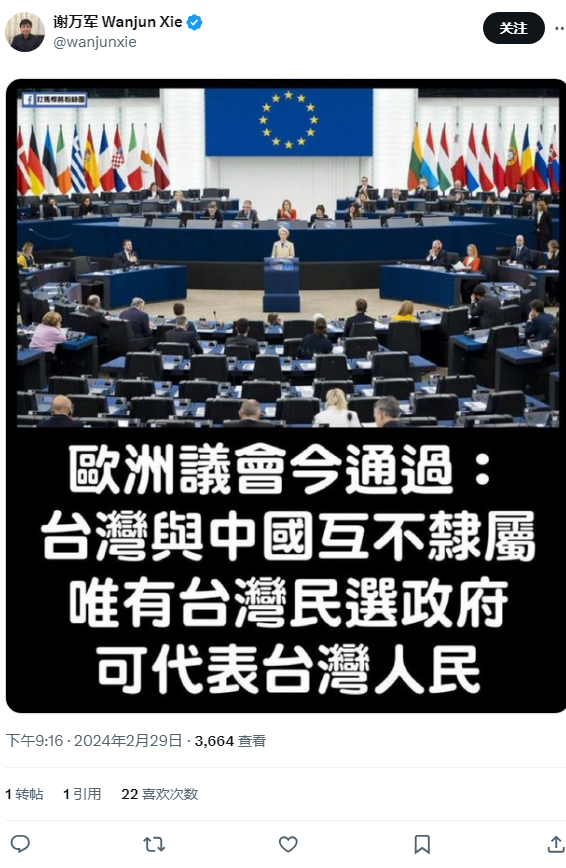 谢万军 Wanjun Xie
@wanjunxie
关注
打馬悍將粉絲團
歐洲議會今通過：
台灣與中國互不隸屬
唯有台灣民選政府
可代表台灣人民
下午9:16 · 2024年2月29日 · 3,664 查看
1 转帖 1 引用 22 喜欢次数